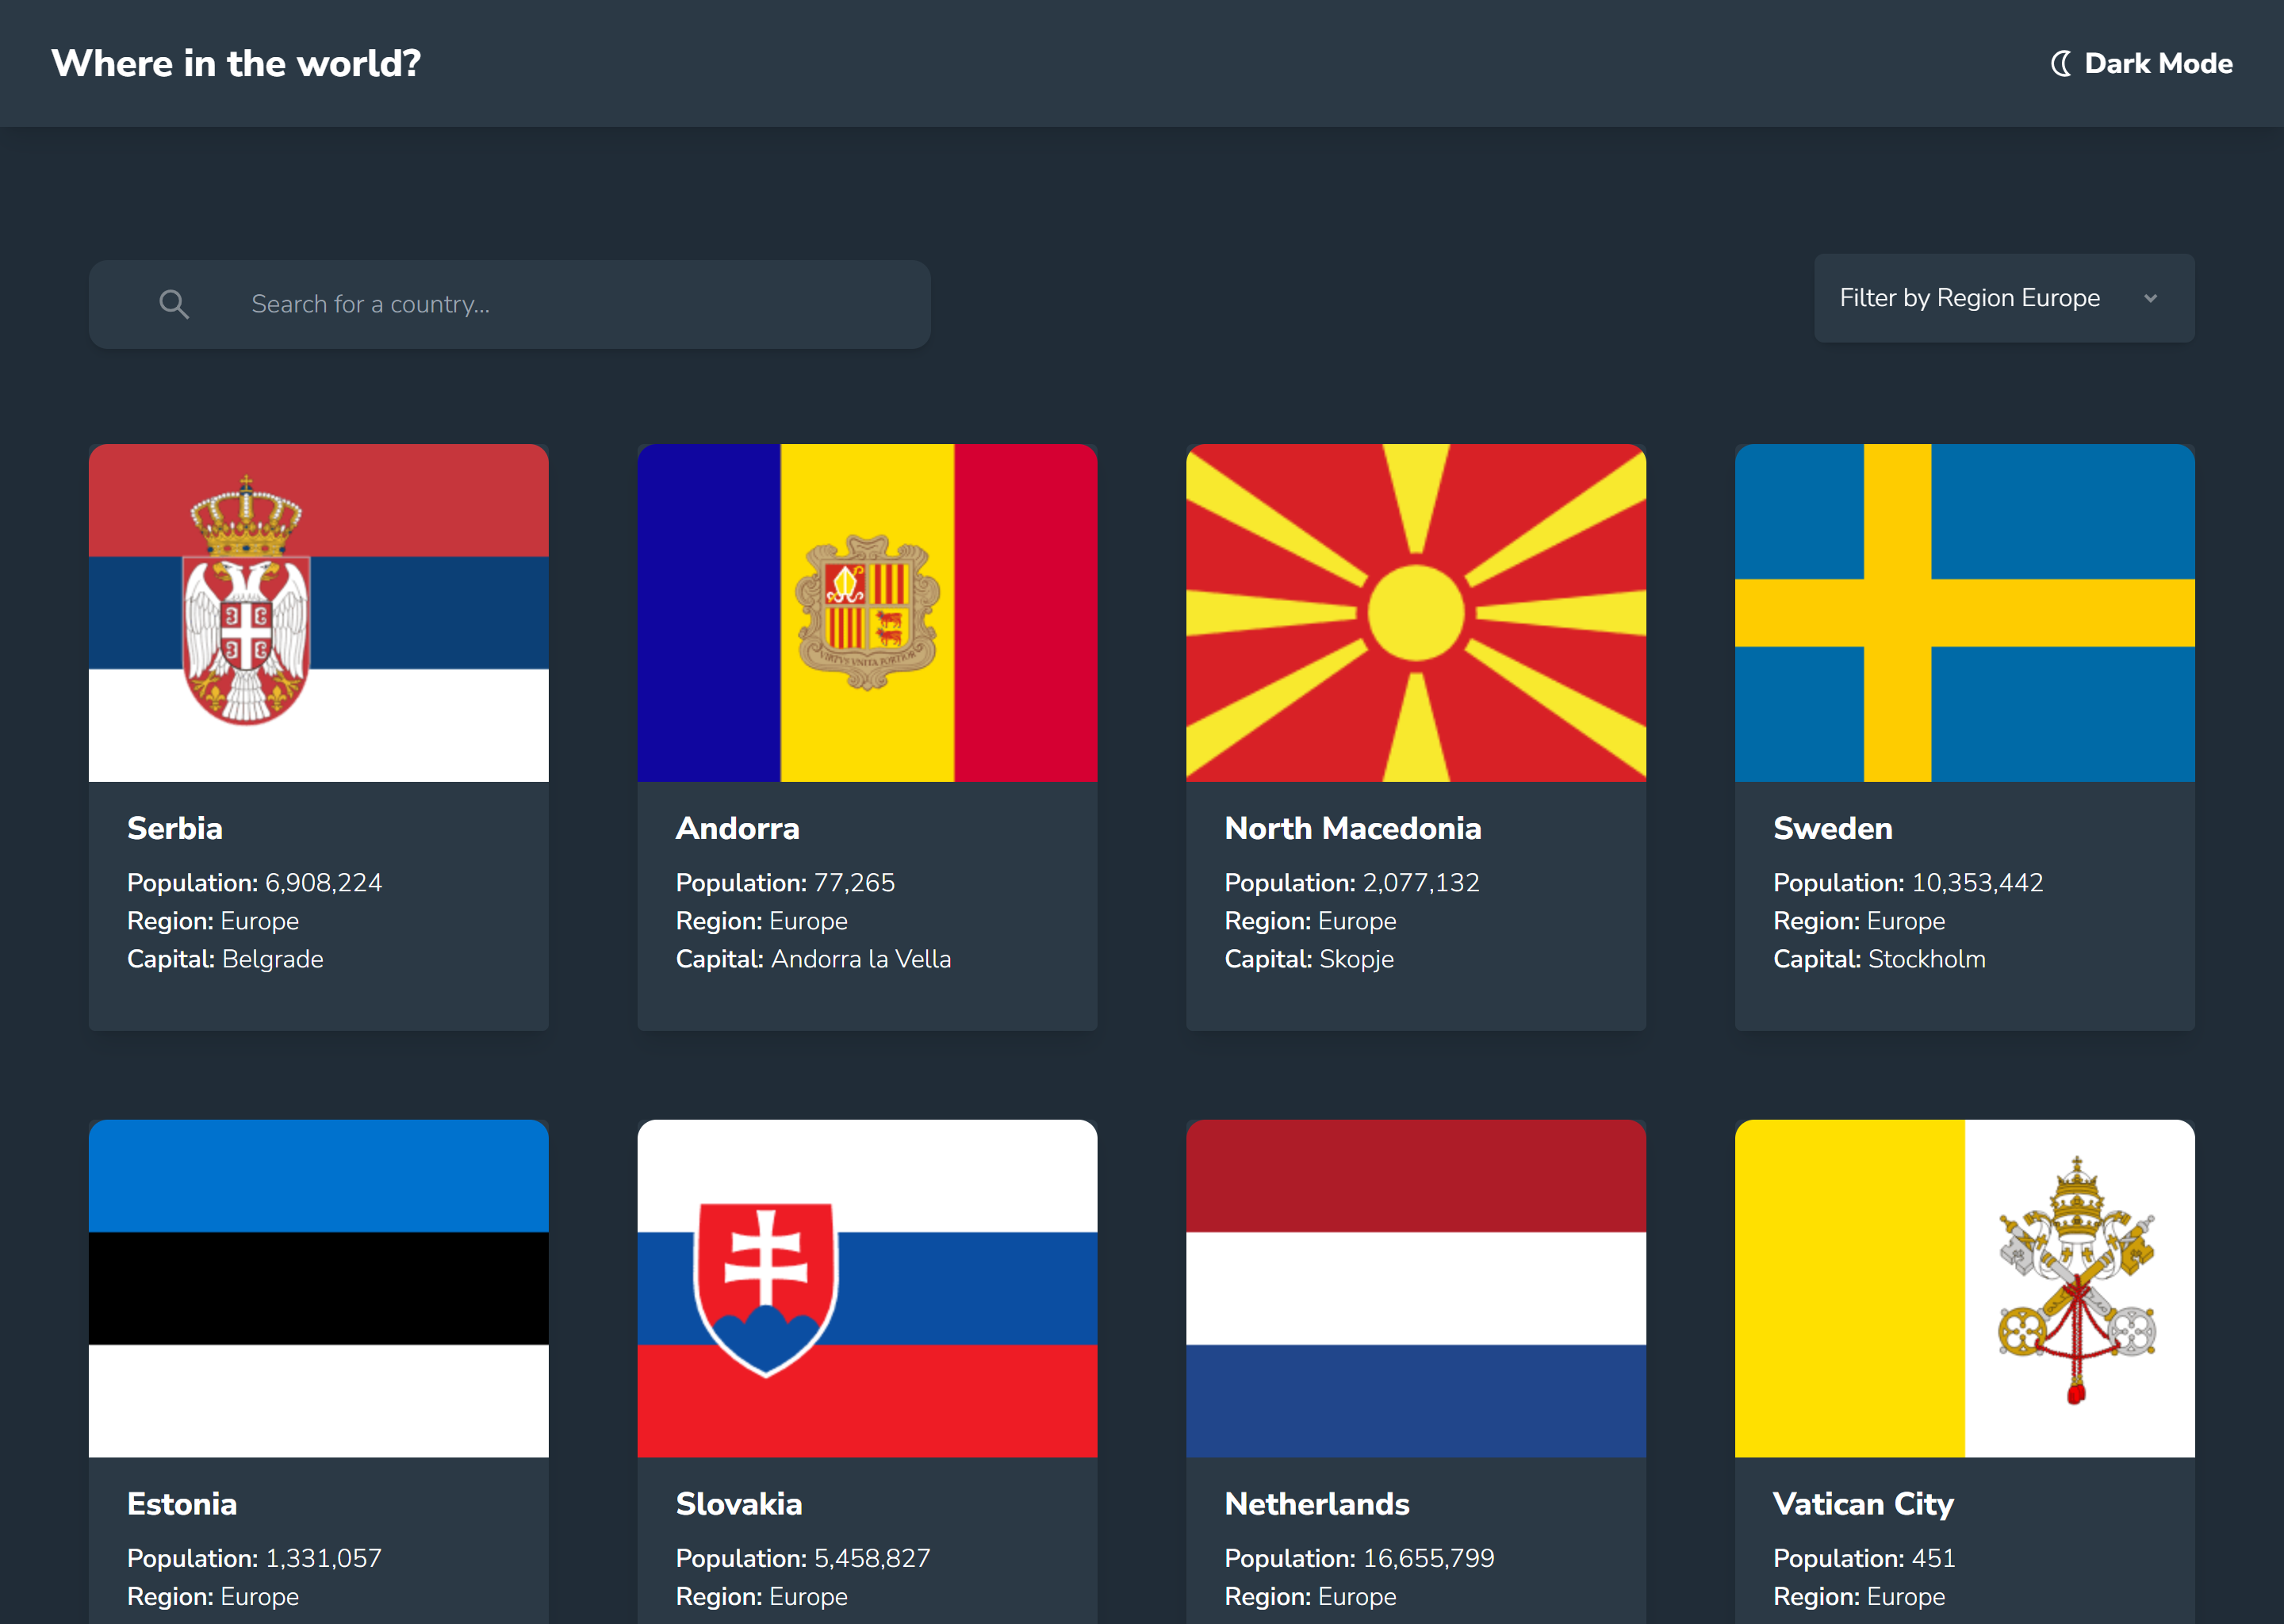 Where in the world?
Dark Mode
Search for a country...
Filter by Region Europe
VIRTVS VNITA FORTIOR
Serbia
Population: 6,908,224
Region: Europe
Capital: Belgrade
Andorra
Population: 77,265
Region: Europe
Capital: Andorra la Vella
North Macedonia
Population: 2,077,132
Region: Europe
Capital: Skopje
Sweden
Population: 10,353,442
Region: Europe
Capital: Stockholm
Estonia
Population: 1,331,057
Region: Europe
Slovakia
Population: 5,458,827
Region: Europe
Netherlands
Population: 16,655,799
Region: Europe
Vatican City
Population: 451
Region: Europe